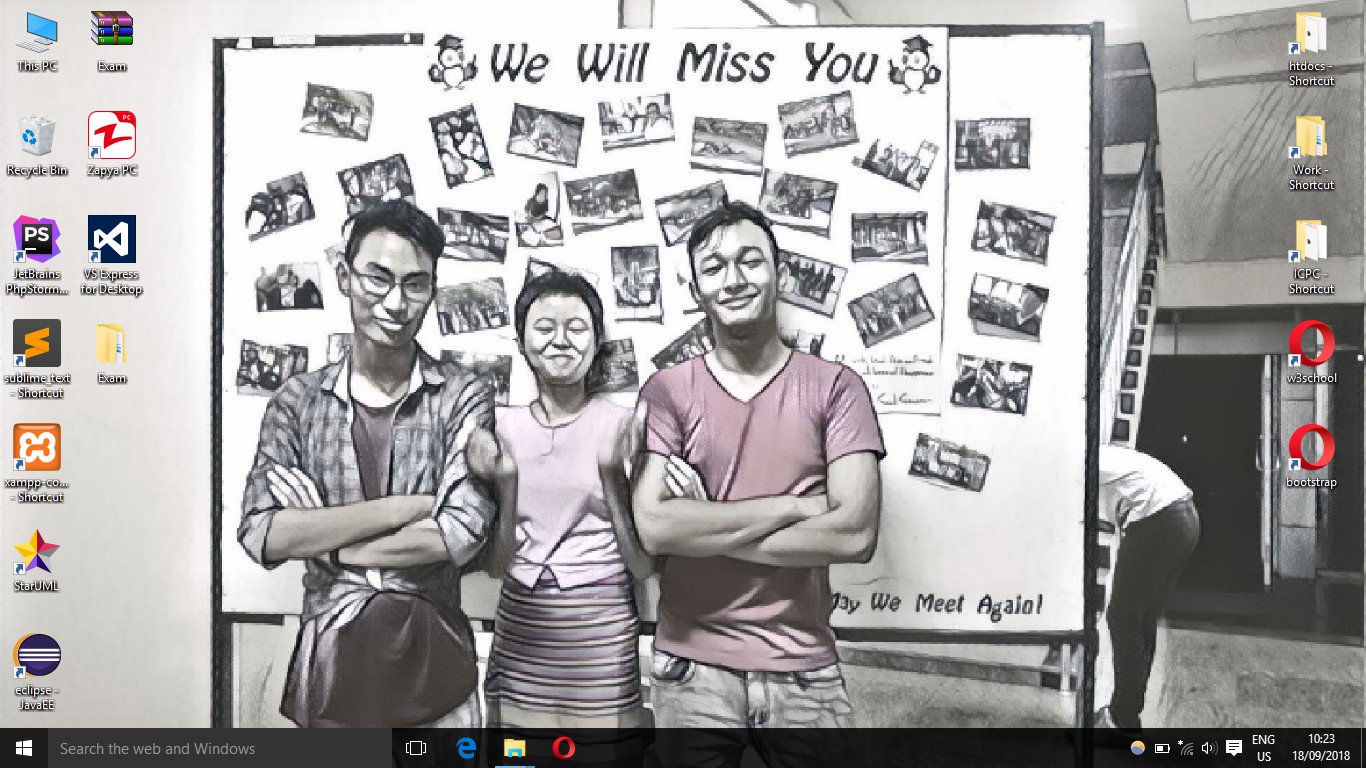 We Will Miss You
May We Meet Again!
This PC
Exam
Recycle Bin
PC
Zapya PC
PS
JetBrains
PhpStorm...
VS Express
for Desktop
sublime_text
- Shortcut
Exam
xampp-co...
- Shortcut
StarUML
eclipse -
JavaEE
htdocs -
Shortcut
Work -
Shortcut
ICPC -
Shortcut
w3school
bootstrap
Search the web and Windows
ENG
US
10:23
18/09/2018